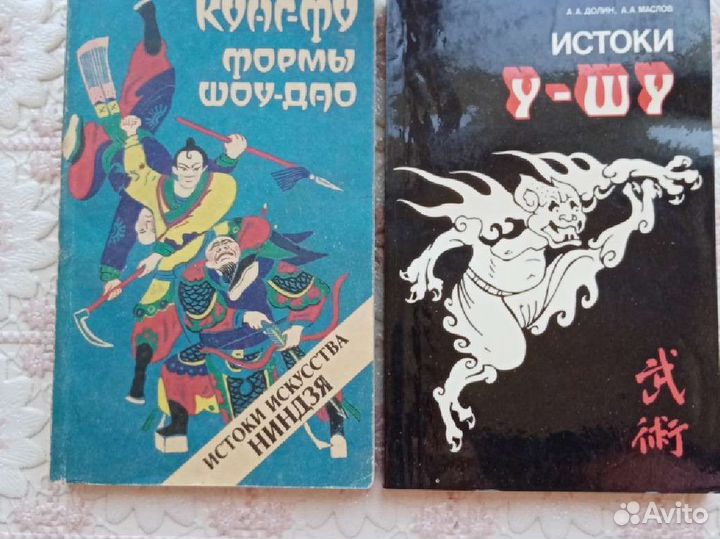 КУНГ-ФУ
ФОРМЫ
ШОУ-ДАО
ИСТОКИ ИСКУССТВА
НИНДЗЯ
А. А. ДОЛИН, А. А. МАСЛОВ
ИСТОКИ
У-ШУ
武
術
Avito